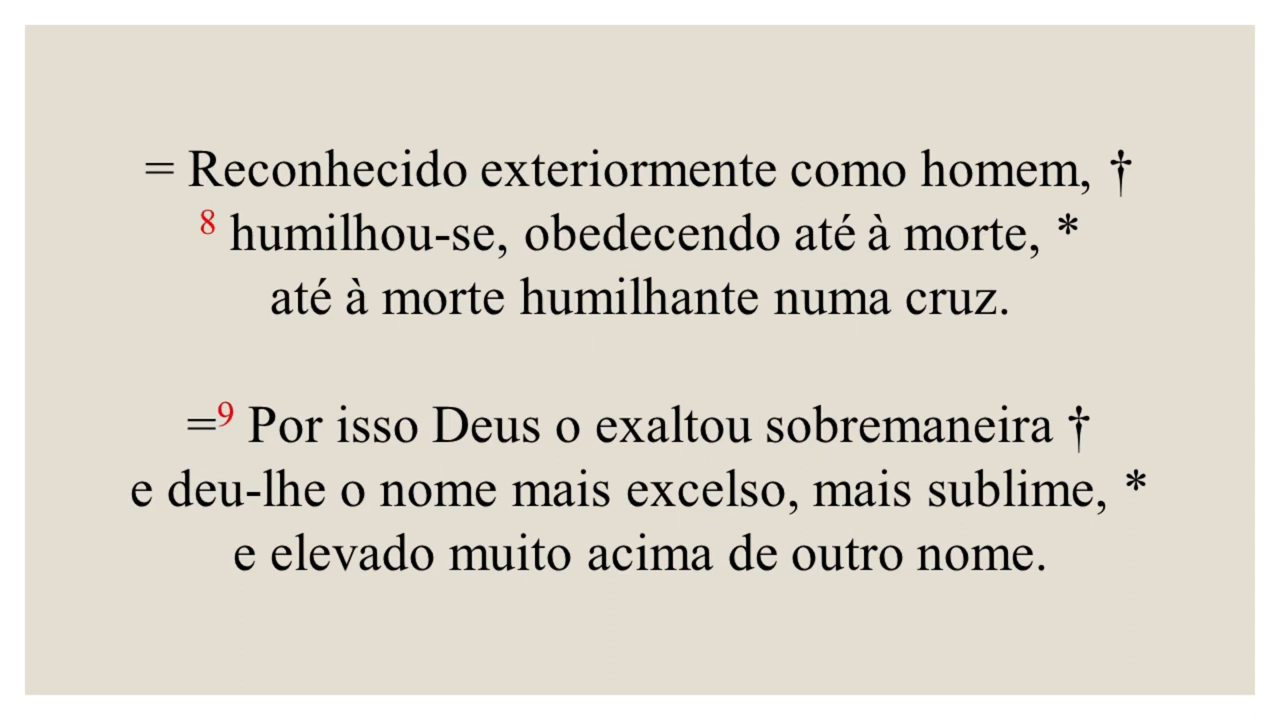 = Reconhecido exteriormente como homem, †
8 humilhou-se, obedecendo até à morte, *
até à morte humilhante numa cruz.
=9 Por isso Deus o exaltou sobremaneira †
e deu-lhe o nome mais excelso, mais sublime, *
e elevado muito acima de outro nome.